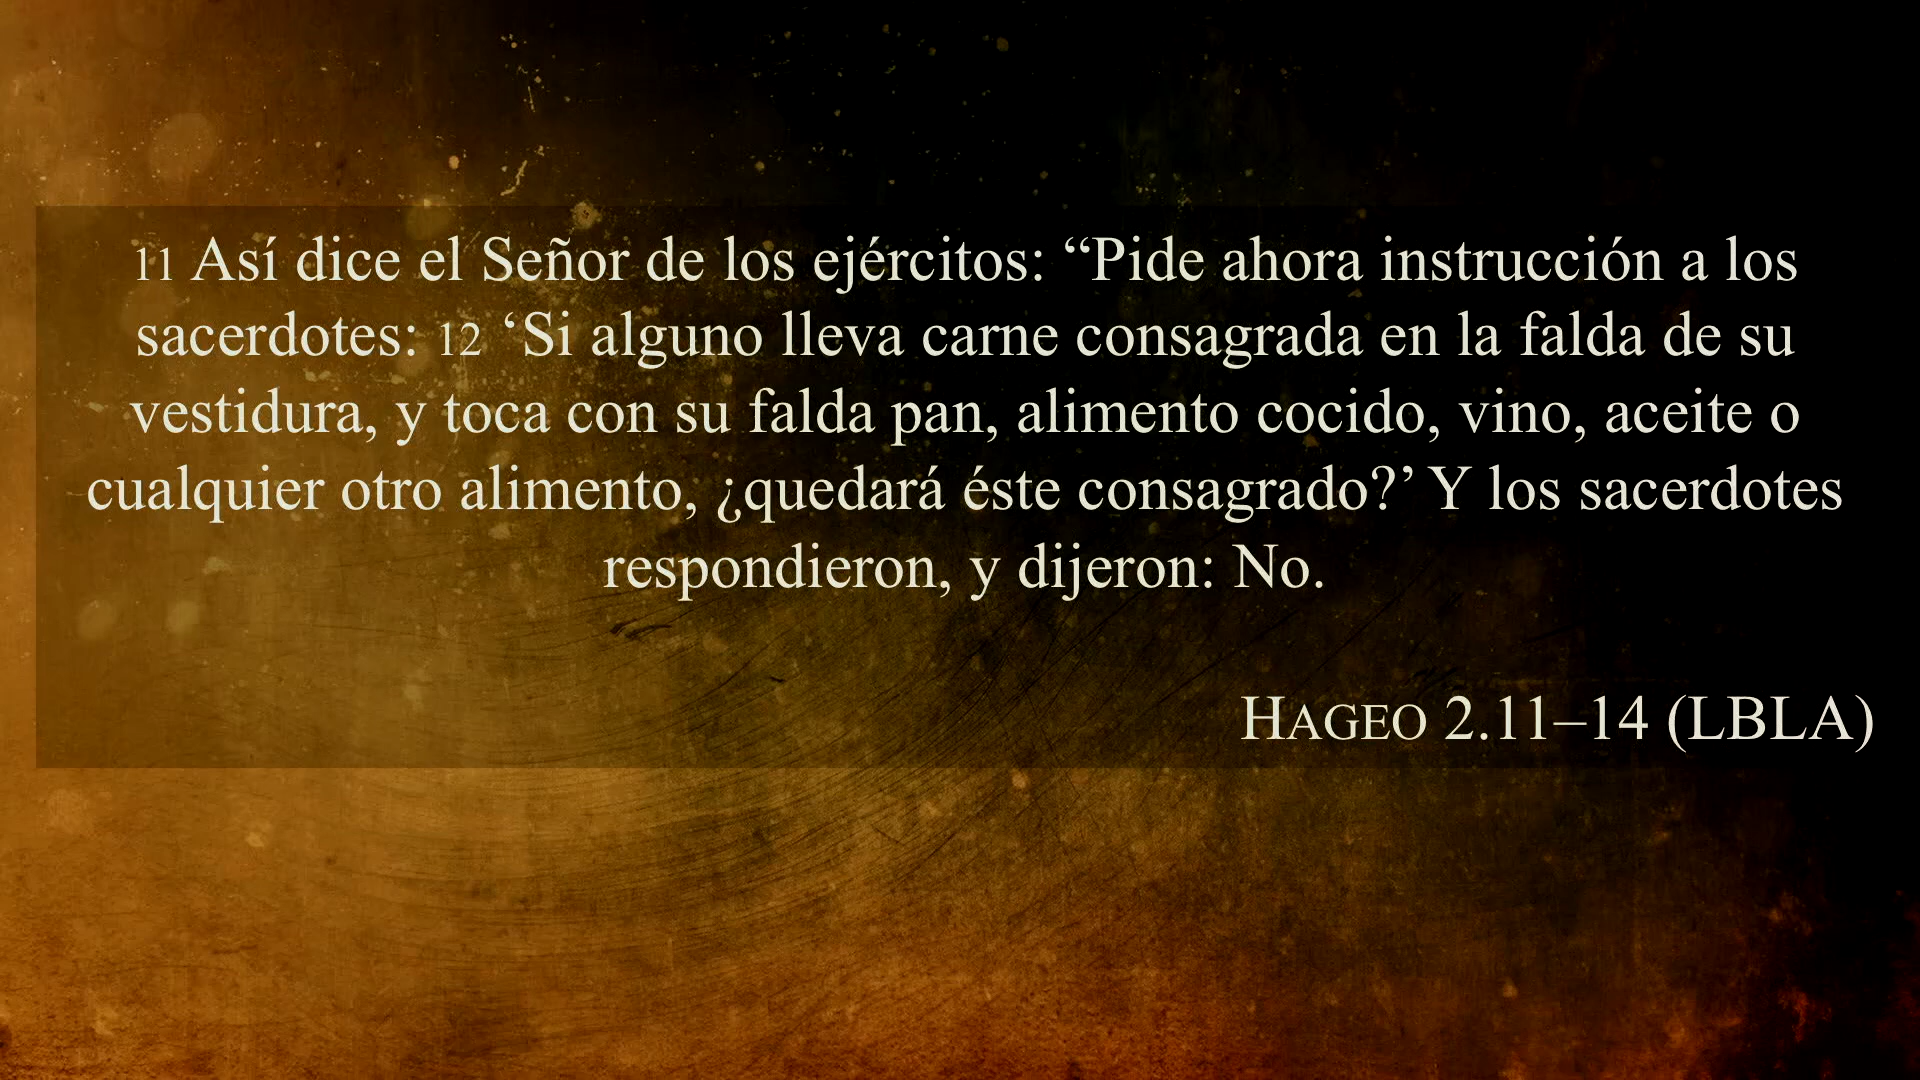 11 Así dice el Señor de los ejércitos: “Pide ahora instrucción a los
sacerdotes: 12 ‘Si alguno lleva carne consagrada en la falda de su
vestidura, y toca con su falda pan, alimento cocido, vino, aceite o
cualquier otro alimento, ¿quedará éste consagrado?’ Y los sacerdotes
respondieron, y dijeron: No.
HAGEO 2.11–14 (LBLA)